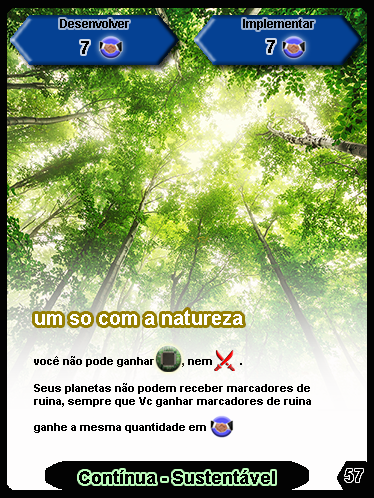 Desenvolver
Implementar
7
7
um so com a natureza
você não pode ganhar , nem .
Seus planetas não podem receber marcadores de
ruina, sempre que Vc ganhar marcadores de ruina
ganhe a mesma quantidade em
Contínua - Sustentável
57